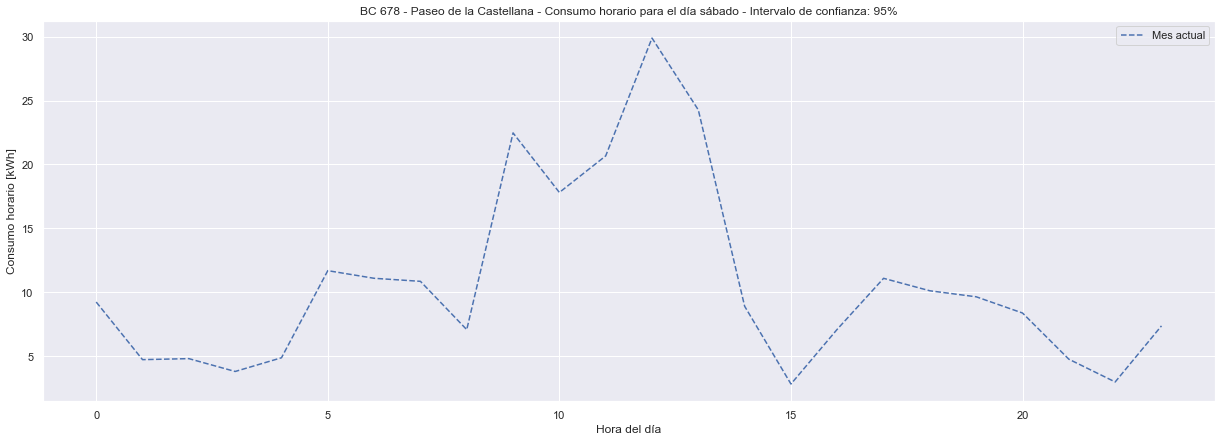 BC 678 - Paseo de la Castellana - Consumo horario para el día sábado - Intervalo de confianza: 95%
Mes actual
Consumo horario [kWh]
30
25
20
15
10
5
0 5 10 15 20
Hora del día